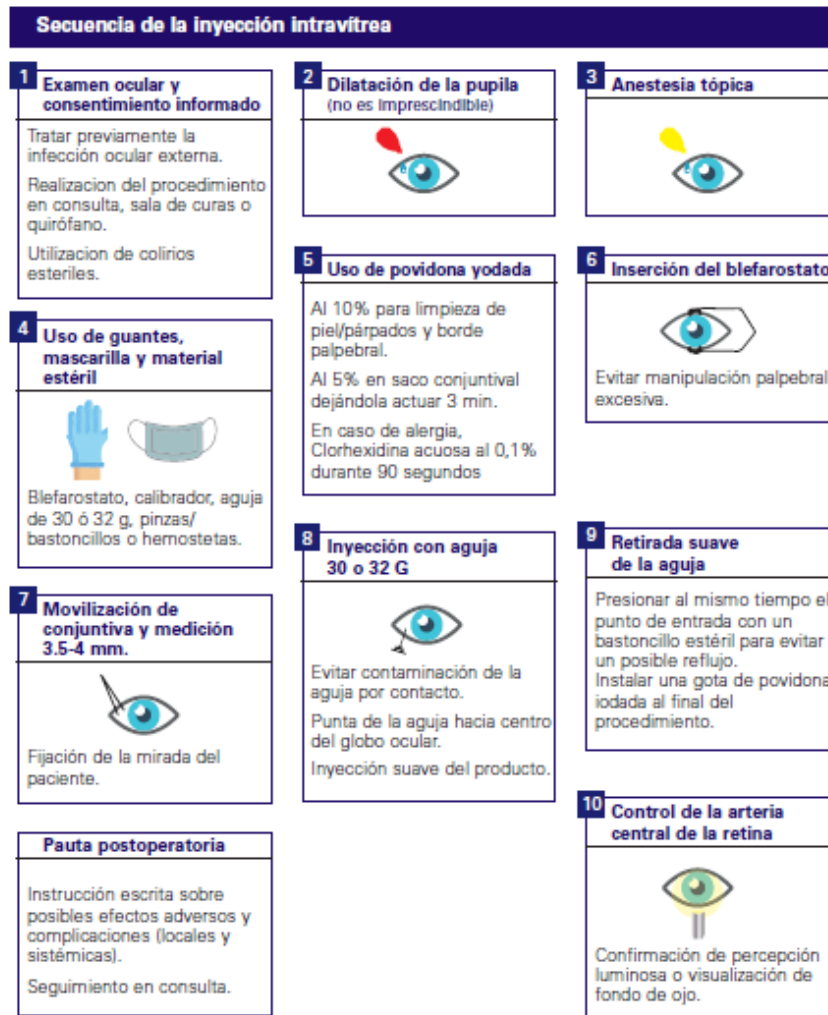 Secuencia de la inyección intravítrea
1
Examen ocular y
consentimiento informado
Tratar previamente la
infección ocular externa.
Realizacion del procedimiento
en consulta, sala de curas o
quirófano.
Utilizacion de colirios
esteriles.
2
Dilatación de la pupila
(no es imprescindible)
3
Anestesia tópica
4
Uso de guantes,
mascarilla y material
estéril
Blefarostato, calibrador, aguja
de 30 ó 32 g, pinzas/
bastoncillos o hemostetas.
5
Uso de povidona yodada
Al 10% para limpieza de
piel/párpados y borde
palpebral.
Al 5% en saco conjuntival
dejándola actuar 3 min.
En caso de alergia,
Clorhexidina acuosa al 0,1%
durante 90 segundos
6
Inserción del blefarostato
Evitar manipulación palpebral
excesiva.
7
Movilización de
conjuntiva y medición
3.5-4 mm.
Fijación de la mirada del
paciente.
8
Inyección con aguja
30 o 32 G
Evitar contaminación de la
aguja por contacto.
Punta de la aguja hacia centro
del globo ocular.
Inyección suave del producto.
9
Retirada suave
de la aguja
Presionar al mismo tiempo el
punto de entrada con un
bastoncillo estéril para evitar
un posible reflujo.
Instalar una gota de povidona
iodada al final del
procedimiento.
10
Control de la arteria
central de la retina
Confirmación de percepción
luminosa o visualización de
fondo de ojo.
Pauta postoperatoria
Instrucción escrita sobre
posibles efectos adversos y
complicaciones (locales y
sistémicas).
Seguimiento en consulta.